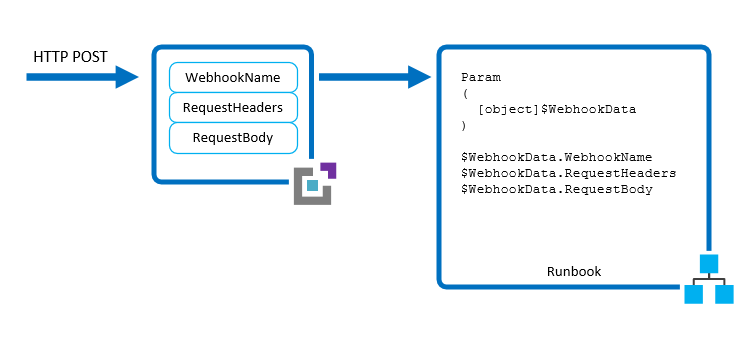 HTTP POST
WebhookName
RequestHeaders
RequestBody
Param
(
[object]$WebhookData
)
$WebhookData.WebhookName
$WebhookData.RequestHeaders
$WebhookData.RequestBody
Runbook